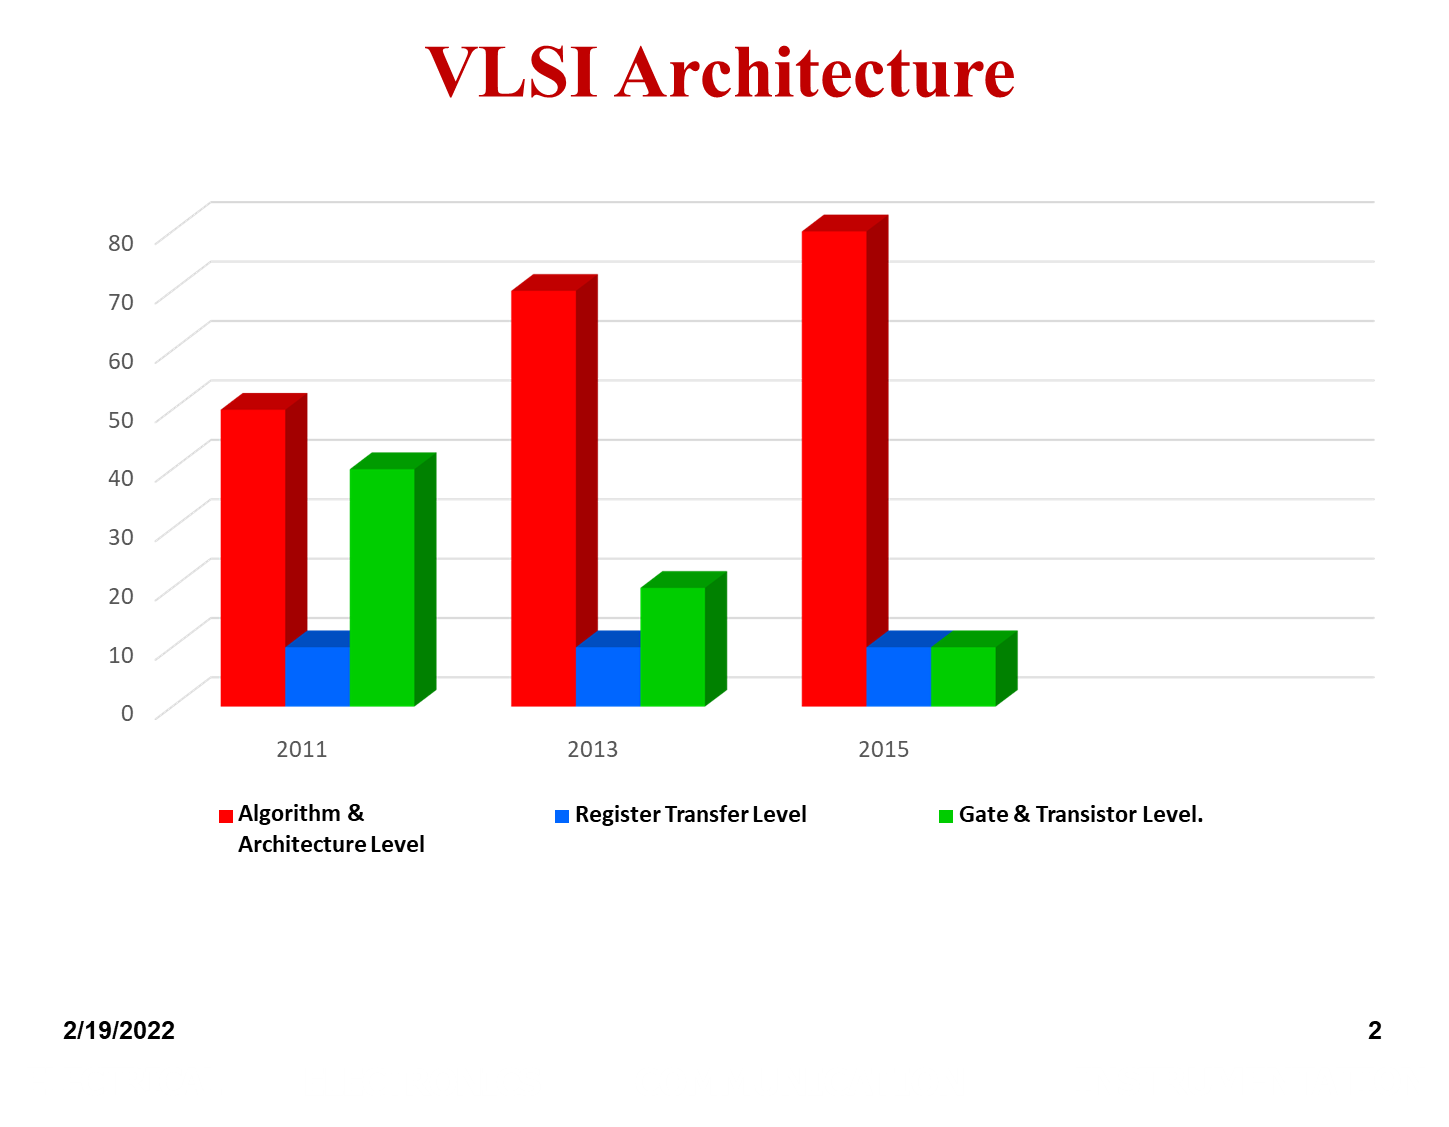 VLSI Architecture
80
70
60
50
40
30
20
10
0
2011 2013 2015
Algorithm & Register Transfer Level Gate & Transistor Level.
Architecture Level
2/19/2022 2